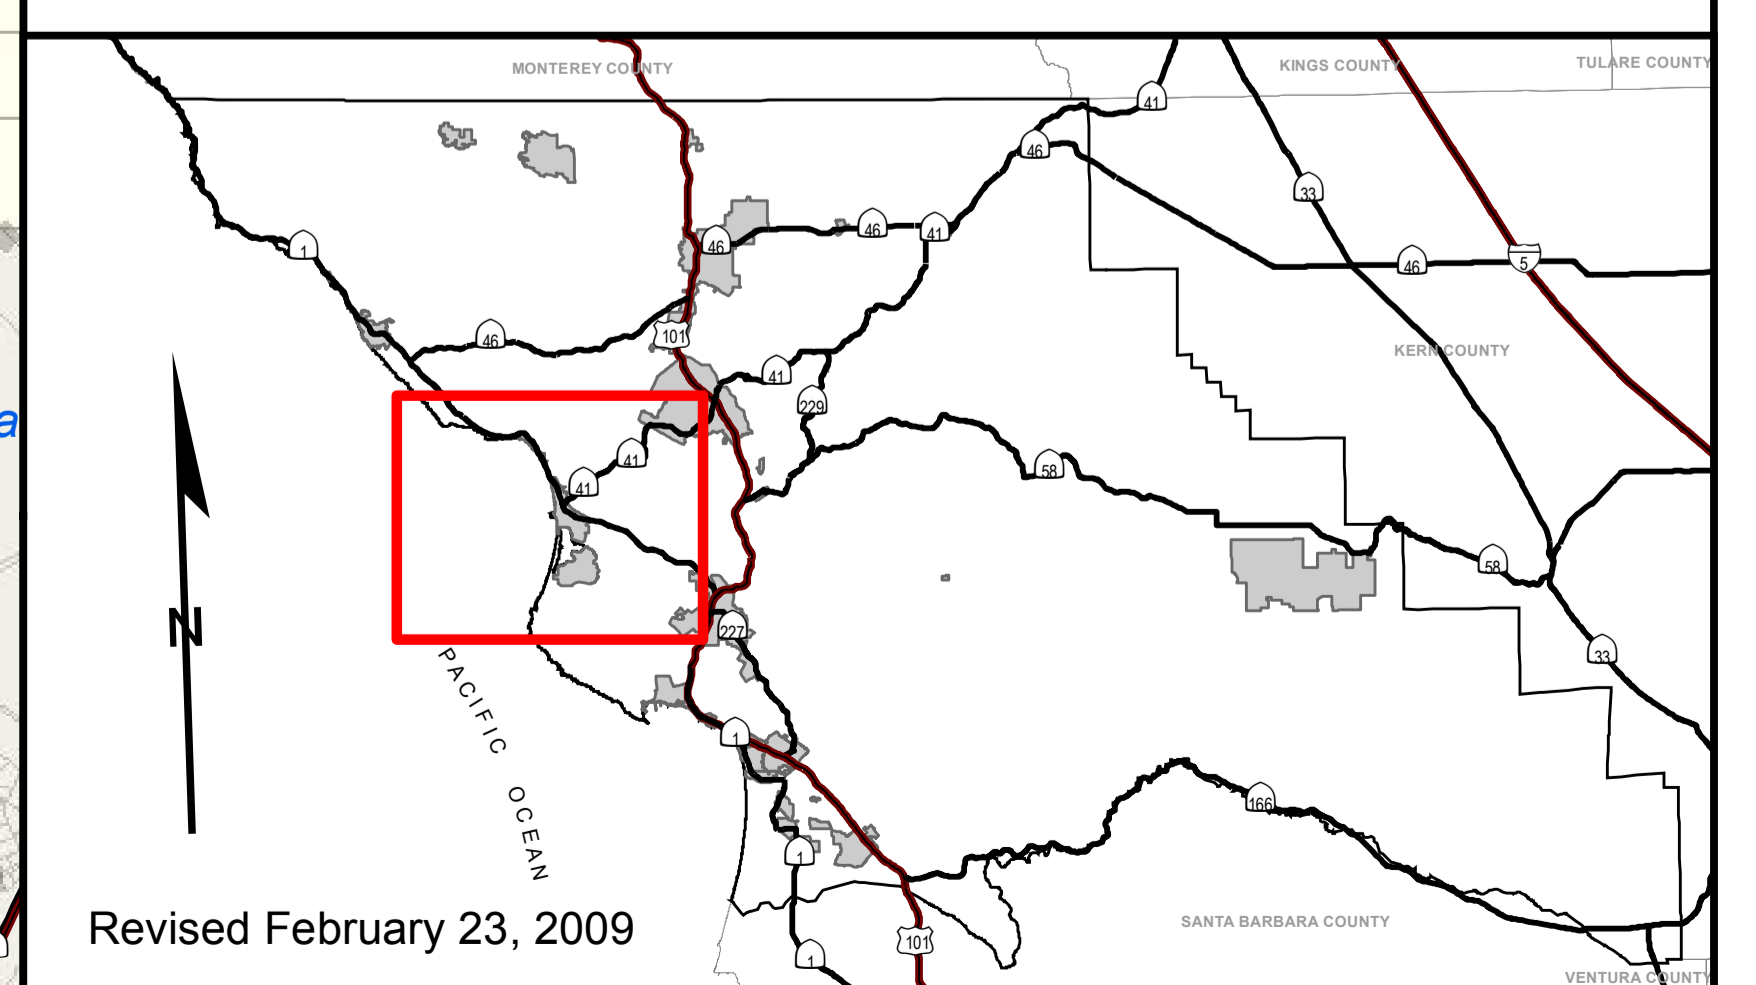 MONTEREY COUNTY
KINGS COUNTY
TULARE COUNTY
41
46
33
1
46
46
41
46
5
101
46
41
KERN COUNTY
229
a
41
58
41
58
N
227
33
PACIFIC OCEAN
1
166
1
Revised February 23, 2009
SANTA BARBARA COUNTY
101
1
VENTURA COUNTY